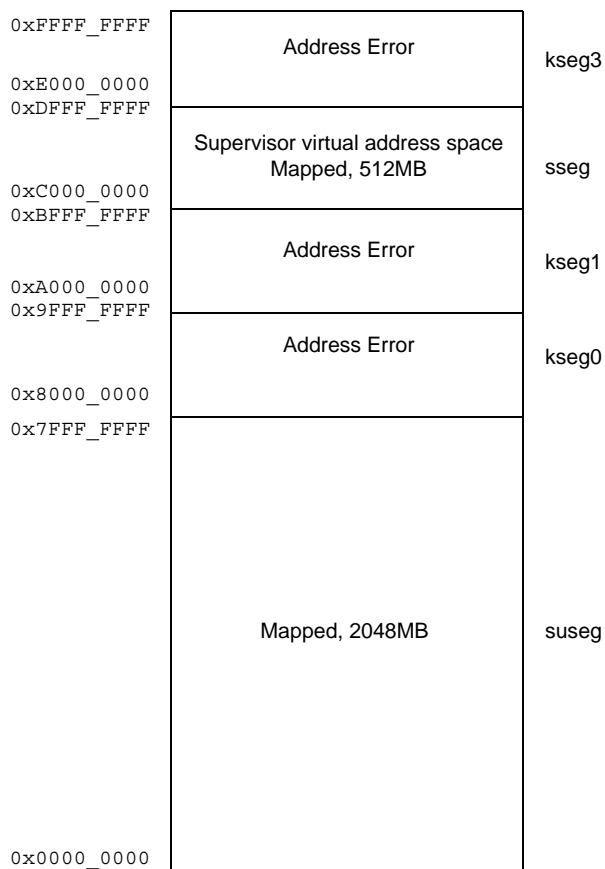 0xFFFF_FFFF
Address Error
kseg3
0xE000_0000
0xDFFF_FFFF
Supervisor virtual address space
Mapped, 512MB
sseg
0xC000_0000
0xBFFF_FFFF
Address Error
kseg1
0xA000_0000
0x9FFF_FFFF
Address Error
kseg0
0x8000_0000
0x7FFF_FFFF
Mapped, 2048MB
suseg
0x0000_0000